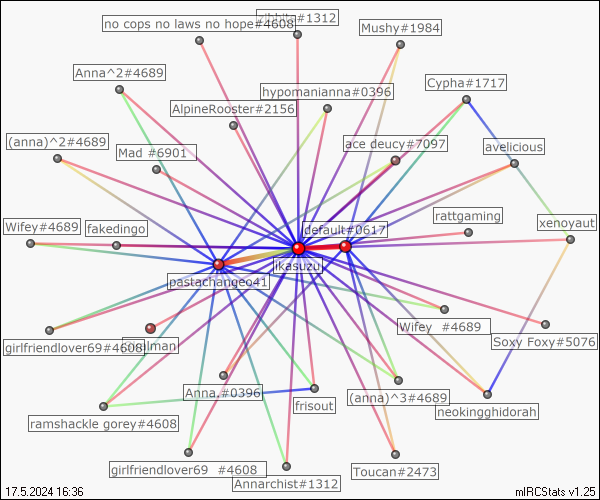 zibbits#1312
no cops no laws no hope#4608
Mushy#1984
Anna^2#4689
Cypha#1717
hypomanianna#0396
AlpineRooster#2156
(anna)^2#4689
ace deucy#7097
avelicious
Mad #6901
rattgaming
xenoyaut
Wifey#4689
fakedingo
default#0617
ikasuzu
pastachangeo41
Wifey #4689
Soxy Foxy#5076
girlfriendlover69#4608
Anna,#0396
(anna)^3#4689
frisout
neokingghidorah
ramshackle gorey#4608
girlfriendlover69 #4608
Toucan#2473
Annarchist#1312
17.5.2024 16:36
mIRCStats v1.25